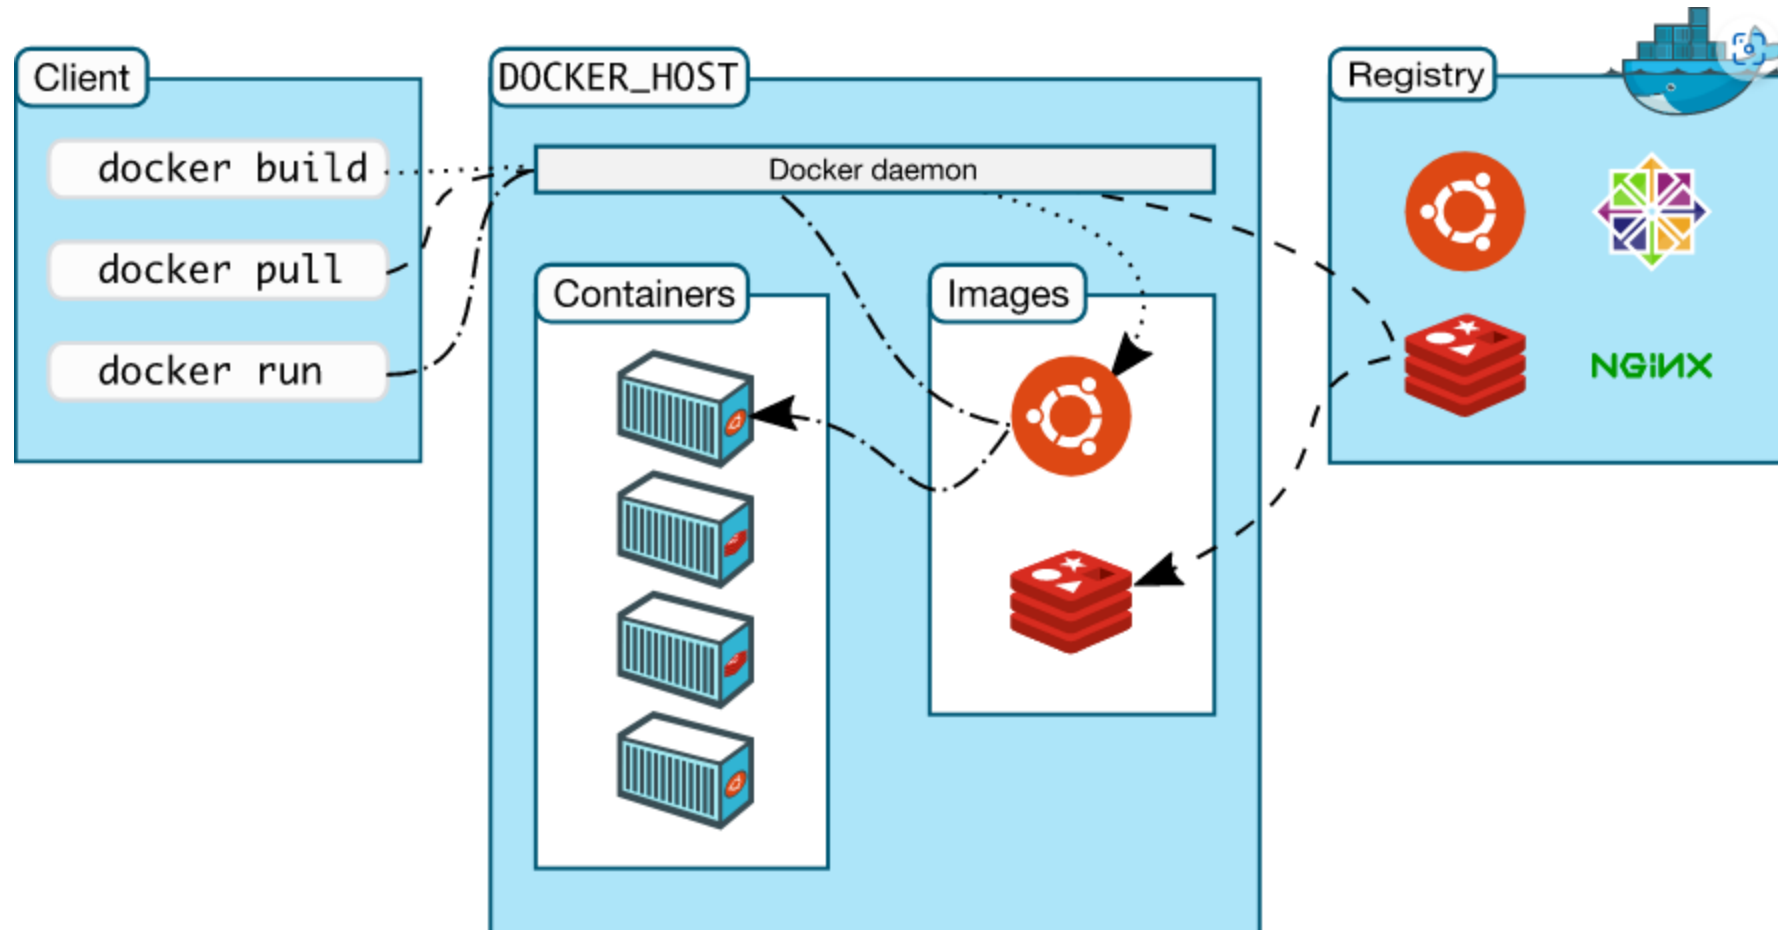 Client
docker build
docker pull
docker run
DOCKER_HOST
Docker daemon
Containers
Images
Registry
NGiNX